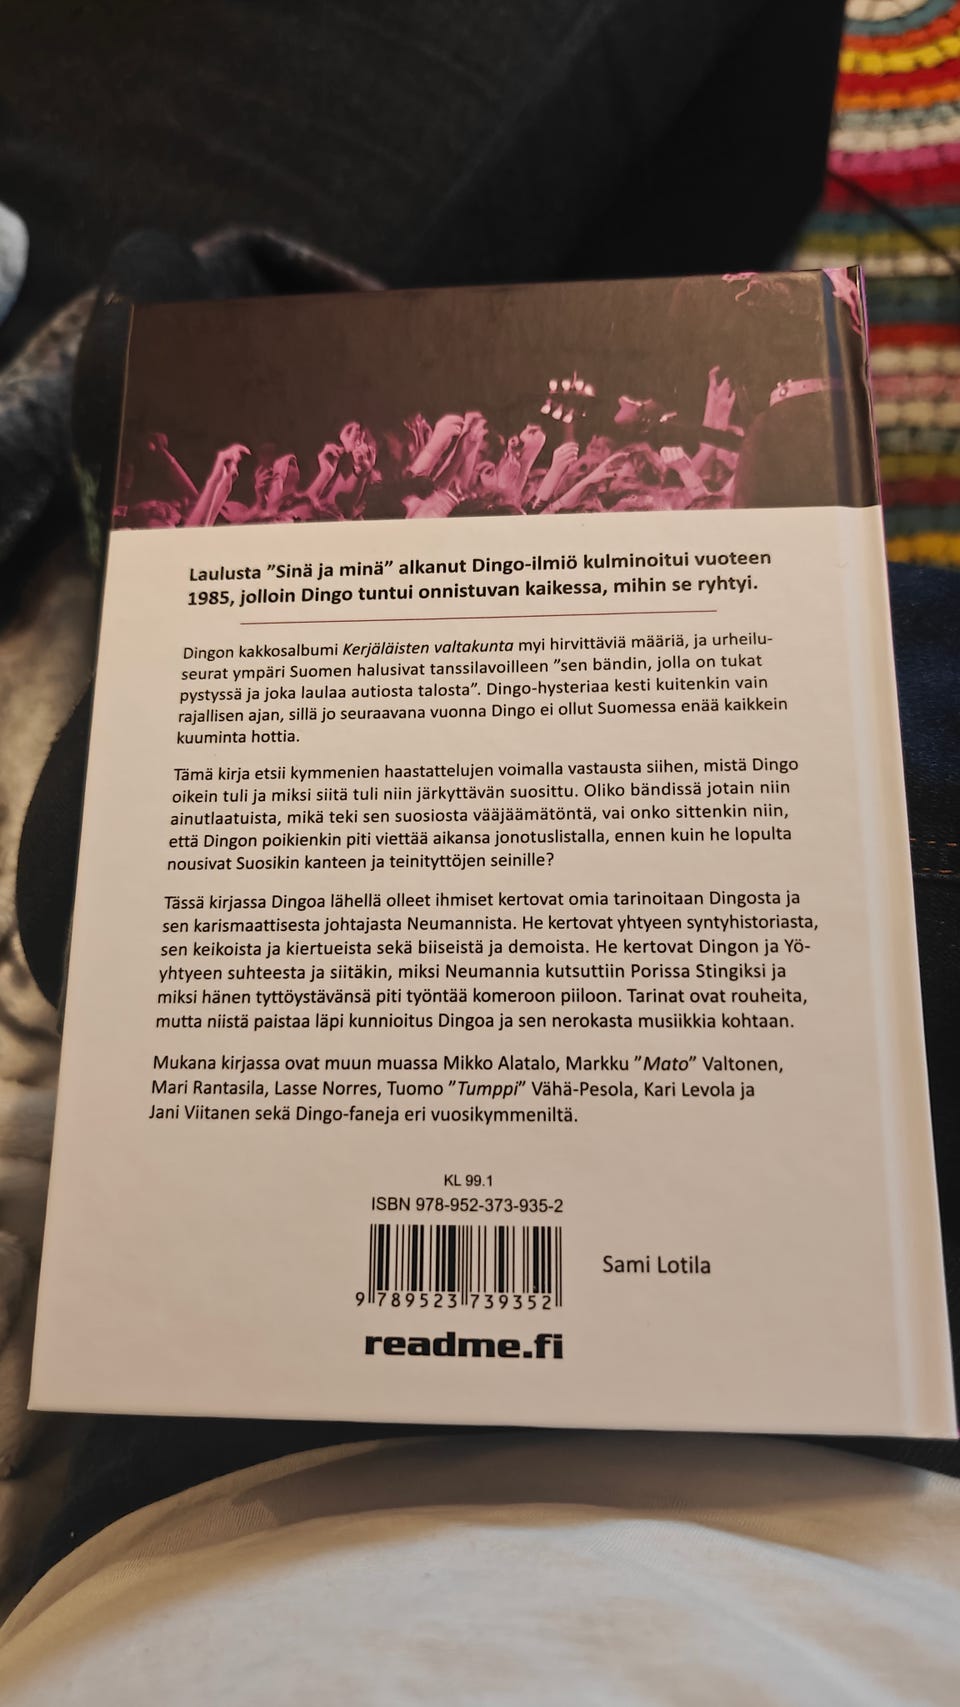 Laulusta ”Sinä ja minä” alkanut Dingo-ilmiö kulminoitui vuoteen
1985, jolloin Dingo tuntui onnistuvan kaikessa, mihin se ryhtyi.
Dingon kakkosalbumi Kerjäläisten valtakunta myi hirvittäviä määriä, ja urheilu-
seurat ympäri Suomen halusivat tanssilavoilleen ”sen bändin, jolla on tukat
pystyssä ja joka laulaa autiosta talosta”. Dingo-hysteriaa kesti kuitenkin vain
rajallisen ajan, sillä jo seuraavana vuonna Dingo ei ollut Suomessa enää kaikkein
kuuminta hottia.
Tämä kirja etsii kymmenien haastattelujen voimalla vastausta siihen, mistä Dingo
oikein tuli ja miksi siitä tuli niin järkyttävän suosittu. Oliko bändissä jotain niin
ainutlaatuista, mikä teki sen suosiosta vääjäämätöntä, vai onko sittenkin niin,
että Dingon poikienkin piti viettää aikansa jonotuslistalla, ennen kuin he lopulta
nousivat Suosikin kanteen ja teinityttöjen seinille?
Tässä kirjassa Dingoa lähellä olleet ihmiset kertovat omia tarinoitaan Dingosta ja
sen karismaattisesta johtajasta Neumannista. He kertovat yhtyeen syntyhistoriasta,
sen keikoista ja kiertueista sekä biiseistä ja demoista. He kertovat Dingon ja Yö-
yhtyeen suhteesta ja siitäkin, miksi Neumannia kutsuttiin Porissa Stingiksi ja
miksi hänen tyttöystävänsä piti työntää komeroon piiloon. Tarinat ovat rouheita,
mutta niistä paistaa läpi kunnioitus Dingoa ja sen nerokasta musiikkia kohtaan.
Mukana kirjassa ovat muun muassa Mikko Alatalo, Markku ”Mato” Valtonen,
Mari Rantasila, Lasse Norres, Tuomo ”Tumppi” Vähä-Pesola, Kari Levola ja
Jani Viitanen sekä Dingo-faneja eri vuosikymmeniltä.
KL 99.1
ISBN 978-952-373-935-2
9 789523 739352
Sami Lotila
readme.fi